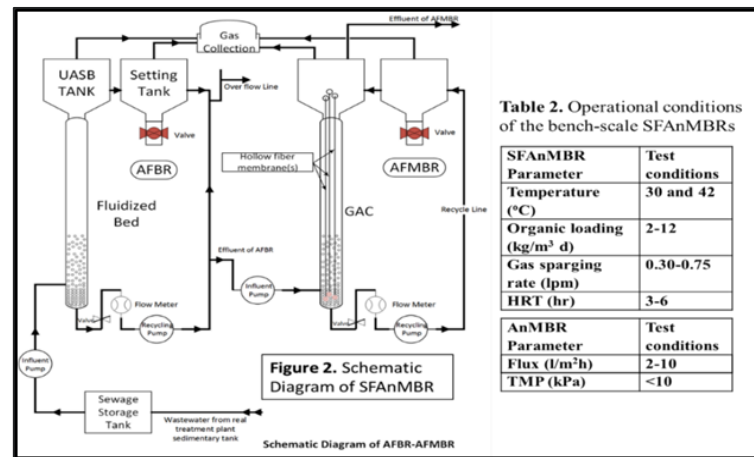 Effluent of AFMBR
Gas
Collection
UASB
TANK
Setting
Tank
Over flow Line
Valve
Valve
AFBR
AFMBR
Hollow fiber
membrane(s)
Fluidized
Bed
GAC
Recycle Line
Effluent of AFBR
Influent
Pump
Flow Meter
Flow Meter
Valve
Valve
Recycling
Pump
Recycling
Pump
Influent
Pump
Figure 2. Schematic
Diagram of SFAnMBR
Sewage
Storage
Tank
Wastewater from real
treatment plant
sedimentary tank
Schematic Diagram of AFBR-AFMBR
Table 2. Operational conditions
of the bench-scale SFAnMBRs
SFAnMBR Test
Parameter conditions
Temperature 30 and 42
(°C)
Organic loading 2-12
(kg/m³ d)
Gas sparging 0.30-0.75
rate (lpm)
HRT (hr) 3-6
AnMBR Test
Parameter conditions
Flux (l/m²h) 2-10
TMP (kPa) <10